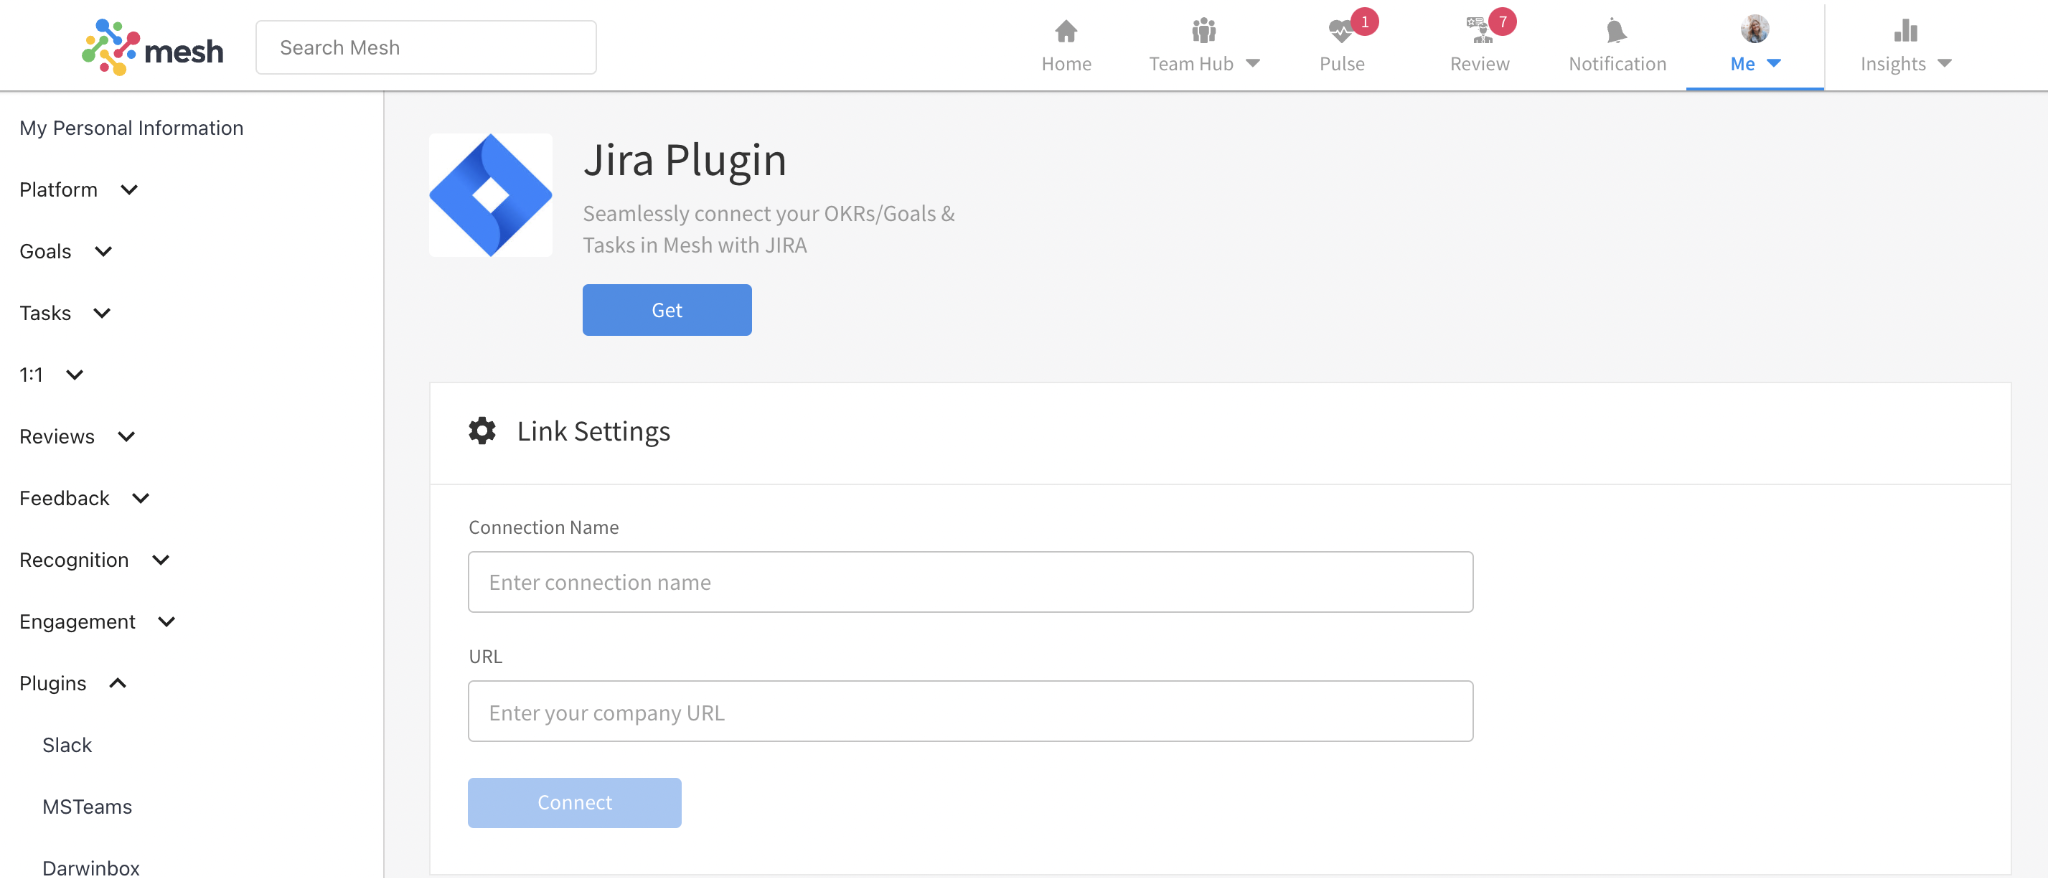 mesh
Search Mesh
Home
Team Hub
1
Pulse
7
Review
Notification
Me
Insights
My Personal Information
Platform
Goals
Tasks
1:1
Reviews
Feedback
Recognition
Engagement
Plugins
Slack
MSTeams
Darwinbox
Jira Plugin
Seamlessly connect your OKRs/Goals &
Tasks in Mesh with JIRA
Get
Link Settings
Connection Name
Enter connection name
URL
Enter your company URL
Connect